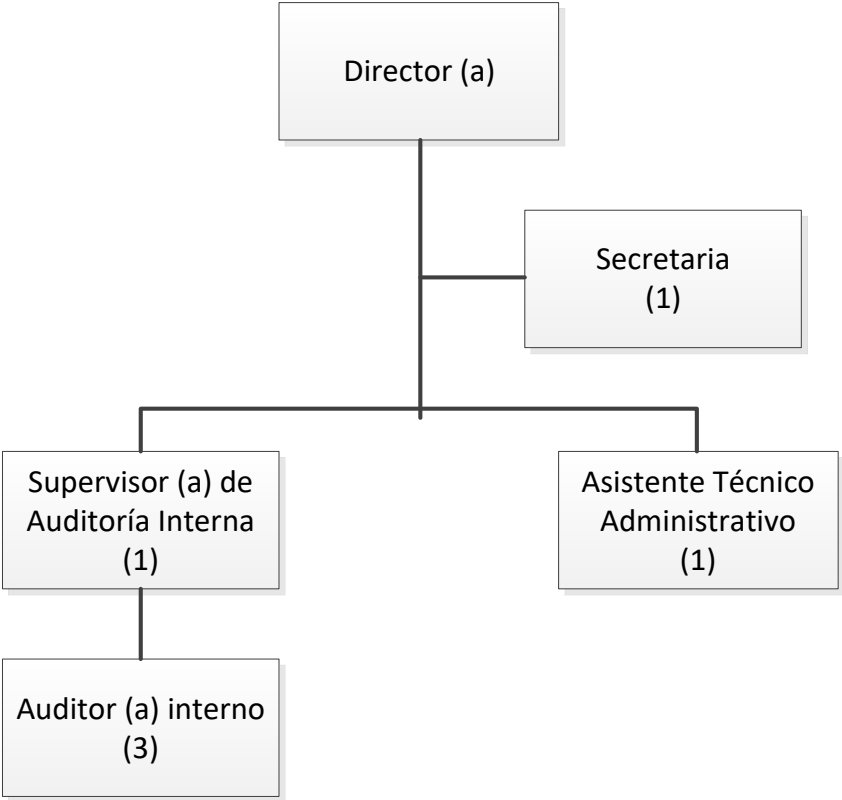 Director (a)
Secretaria
(1)
Supervisor (a) de
Auditoría Interna
(1)
Asistente Técnico
Administrativo
(1)
Auditor (a) interno
(3)